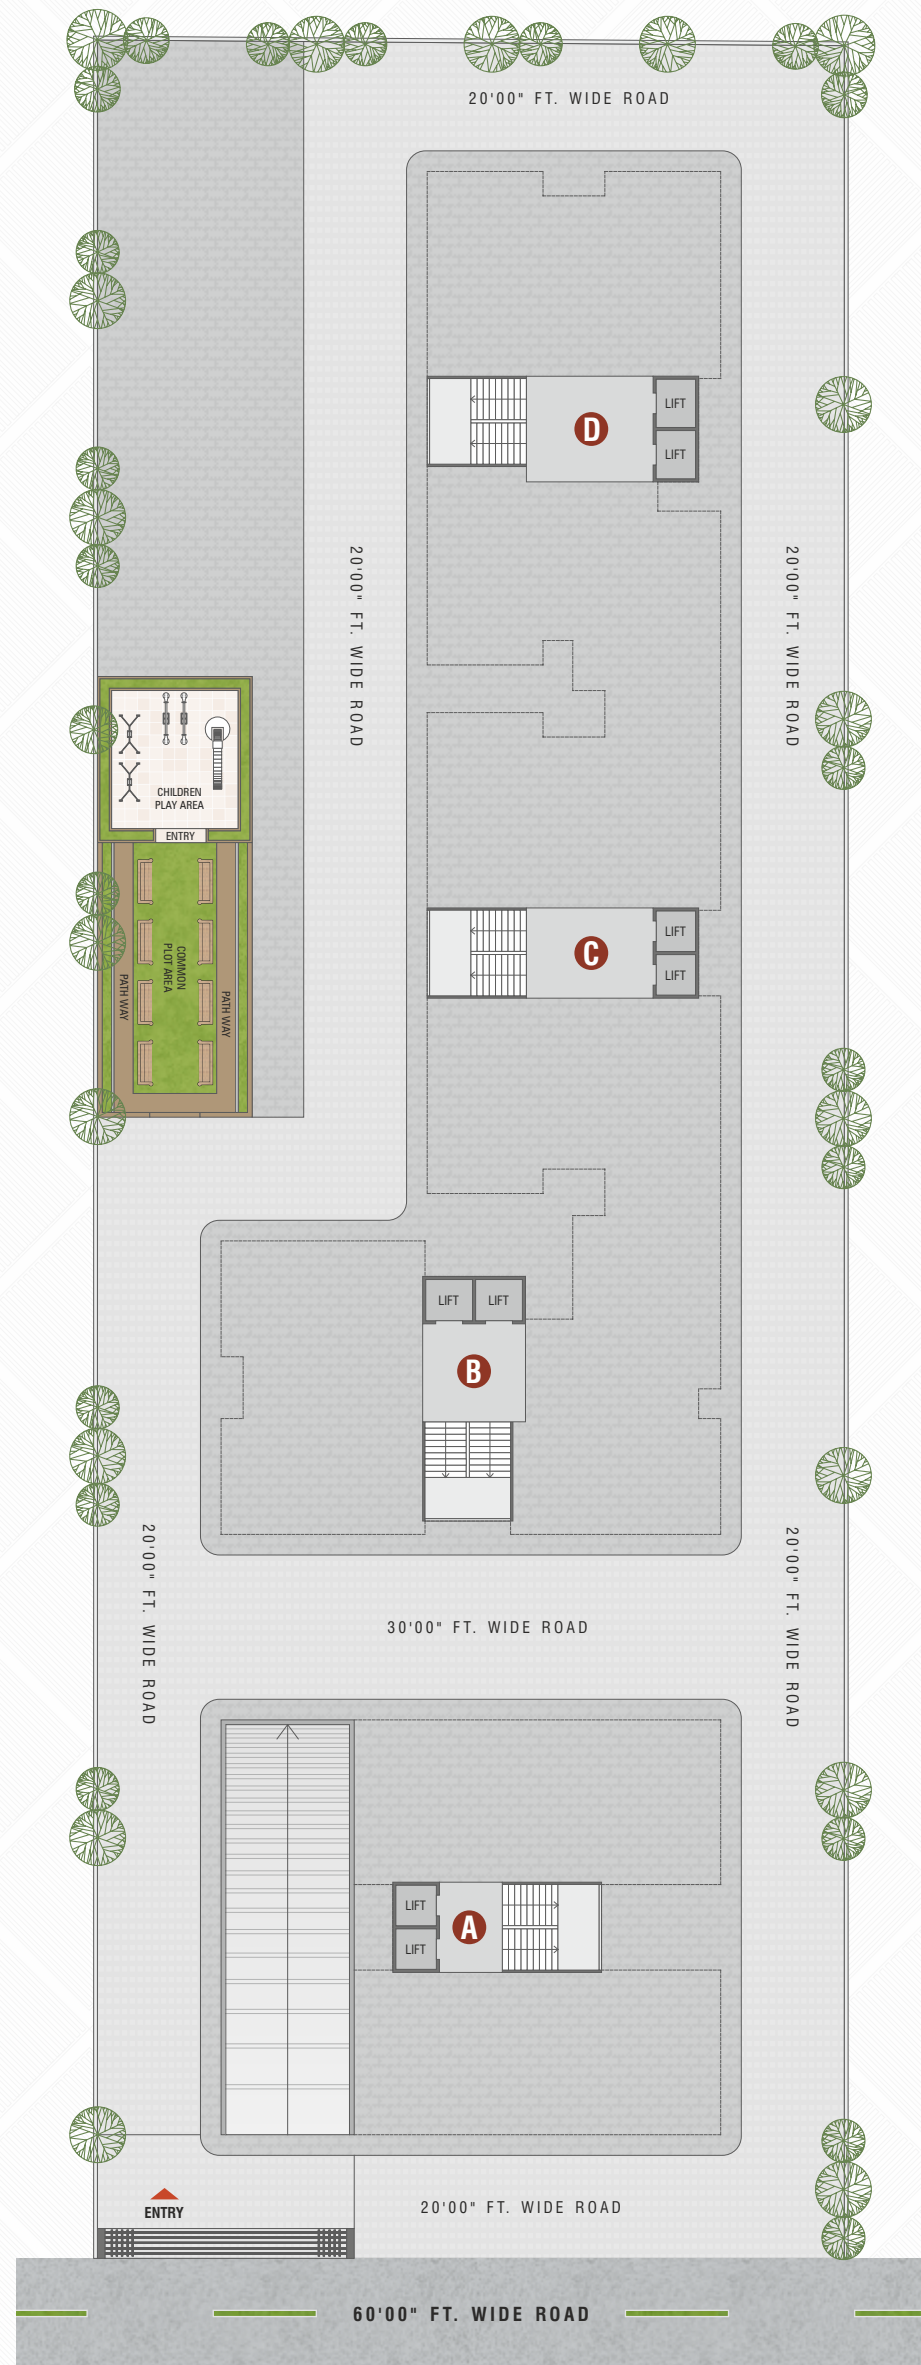 20'00" FT. WIDE ROAD
D
LIFT
LIFT
20'00" FT. WIDE ROAD
20'00" FT. WIDE ROAD
CHILDREN
PLAY AREA
ENTRY
COMMON
PLOT AREA
PATH WAY
PATH WAY
C
LIFT
LIFT
LIFT
LIFT
B
20'00" FT. WIDE ROAD
20'00" FT. WIDE ROAD
30'00" FT. WIDE ROAD
LIFT
LIFT
A
ENTRY
20'00" FT. WIDE ROAD
60'00" FT. WIDE ROAD